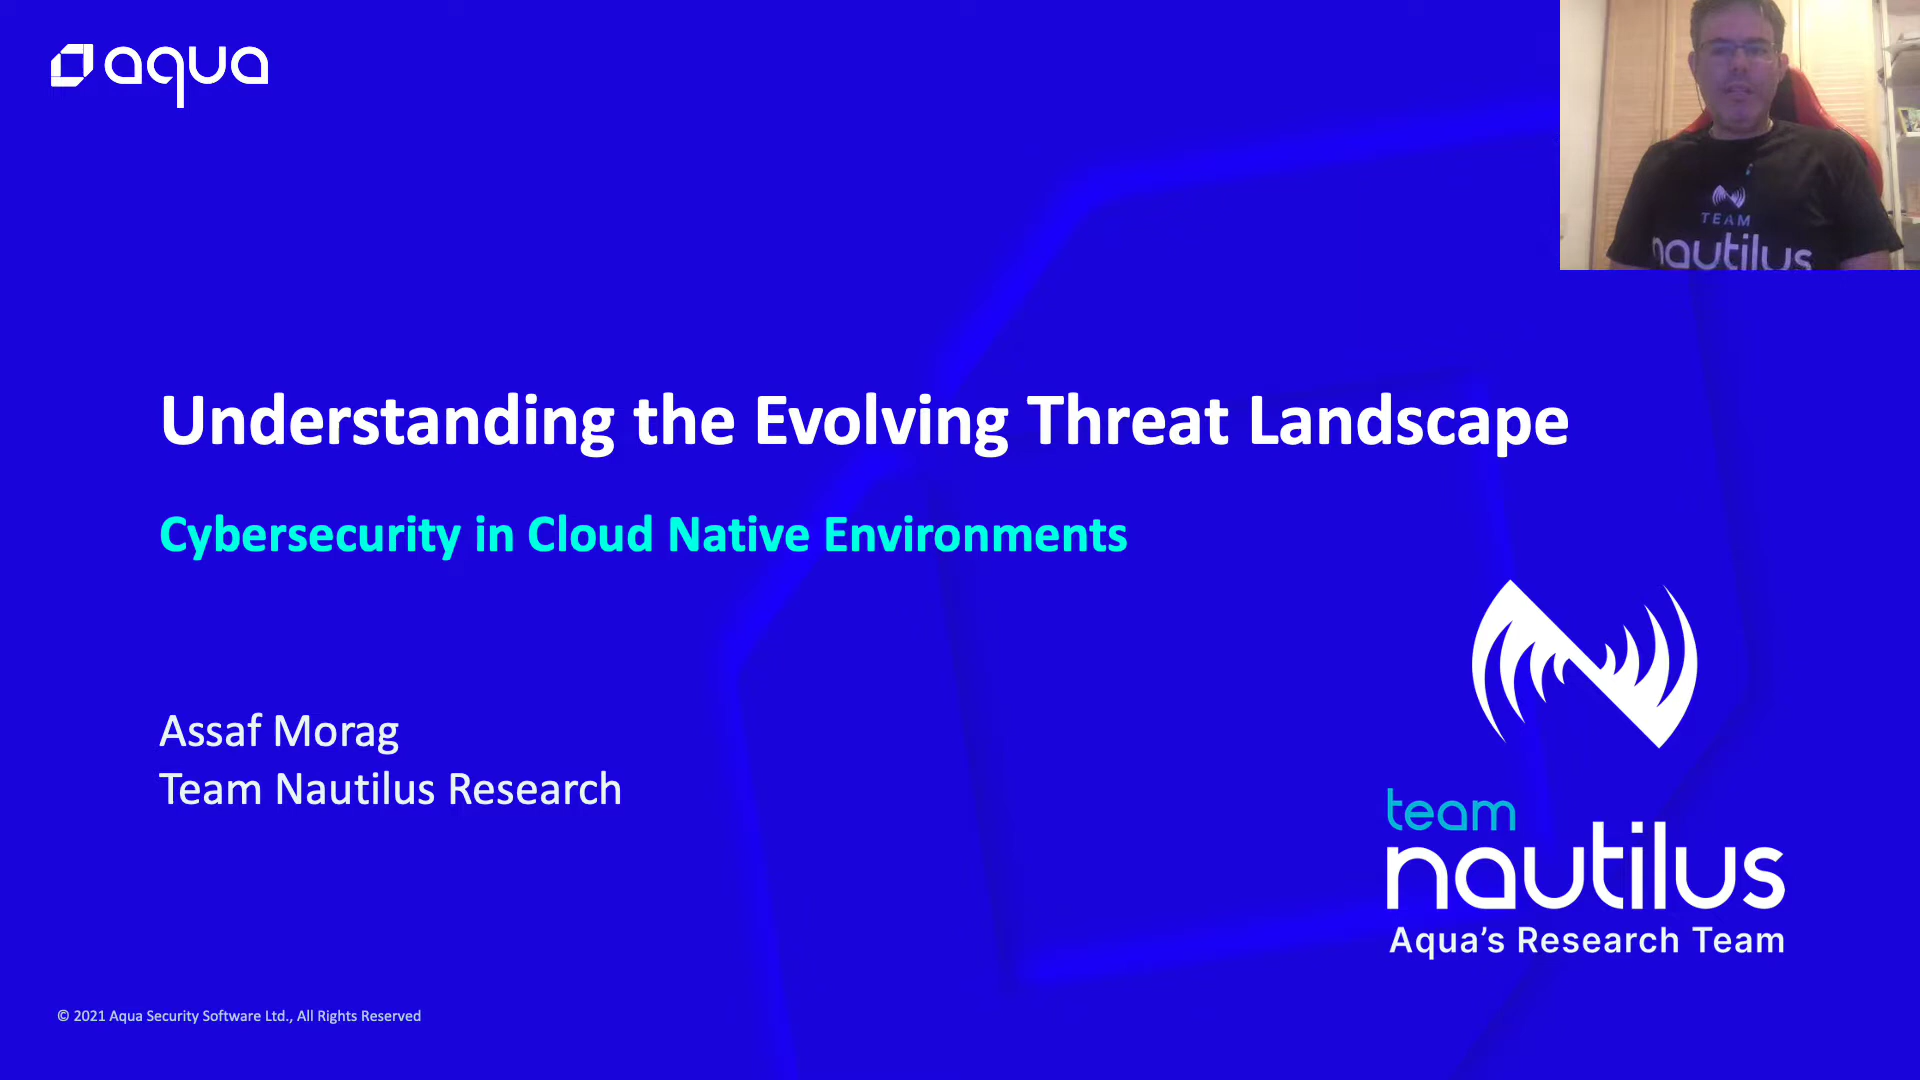 aqua
TEAM
nautilus
Understanding the Evolving Threat Landscape
Cybersecurity in Cloud Native Environments
Assaf Morag
Team Nautilus Research
team
nautilus
Aqua’s Research Team
© 2021 Aqua Security Software Ltd., All Rights Reserved